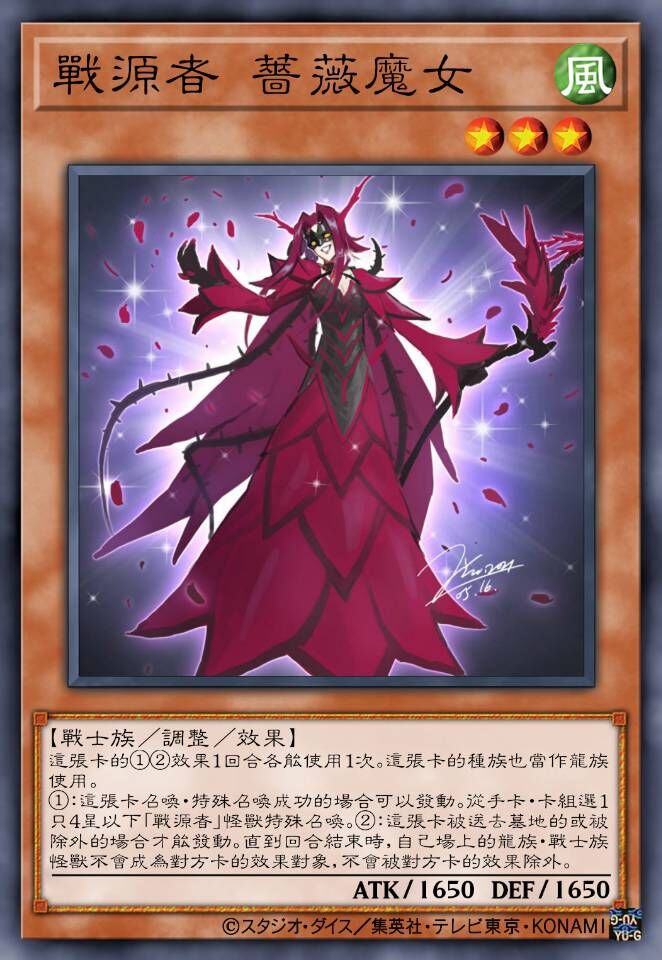 戰源者 薔薇魔女
風
【戰士族／調整／效果】
這張卡的①②效果1回合各能使用1次。這張卡的種族也當作龍族
使用。
①：這張卡召喚・特殊召喚成功的場合可以發動。從手卡・卡組選1
只4星以下「戰源者」怪獸特殊召喚。②：這張卡被送去墓地的或被
除外的場合才能發動。直到回合結束時，自己場上的龍族・戰士族
怪獸不會成為對方卡的效果對象，不會被對方卡的效果除外。
ATK/1650 DEF/1650
©スタジオ・ダイス／集英社・テレビ東京・KONAMI